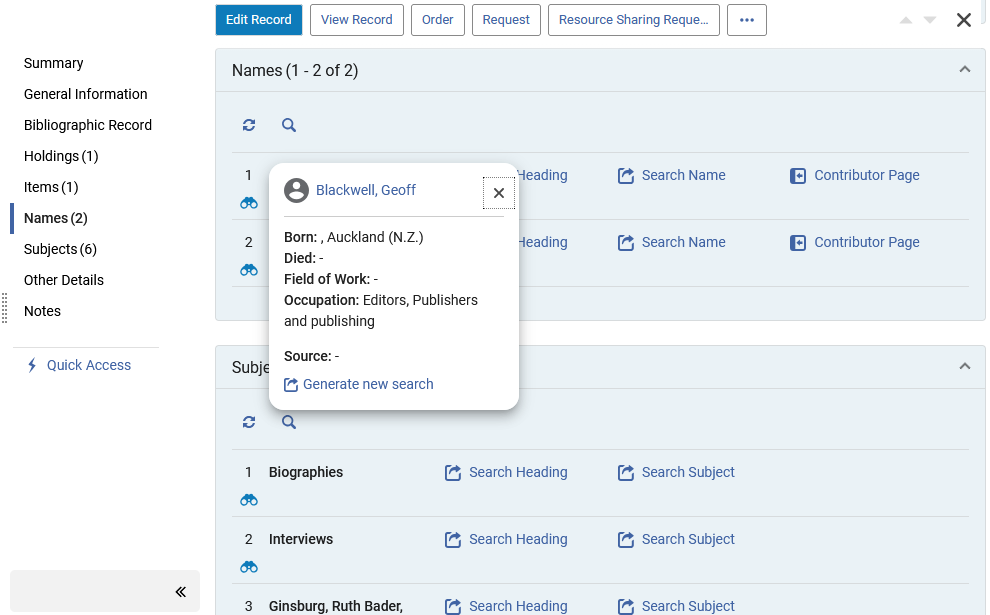 Edit Record
View Record
Order
Request
Resource Sharing Reque...
Summary
General Information
Bibliographic Record
Holdings (1)
Items (1)
Names (2)
Subjects (6)
Other Details
Notes
Quick Access
Names (1 - 2 of 2)
1
Heading
Search Name
Contributor Page
2
Heading
Search Name
Contributor Page
Blackwell, Geoff
Born: , Auckland (N.Z.)
Died: -
Field of Work: -
Occupation: Editors, Publishers
and publishing
Source: -
Generate new search
Subje
1 Biographies Search Heading Search Subject
2 Interviews Search Heading Search Subject
3 Ginsburg, Ruth Bader, Search Heading Search Subject